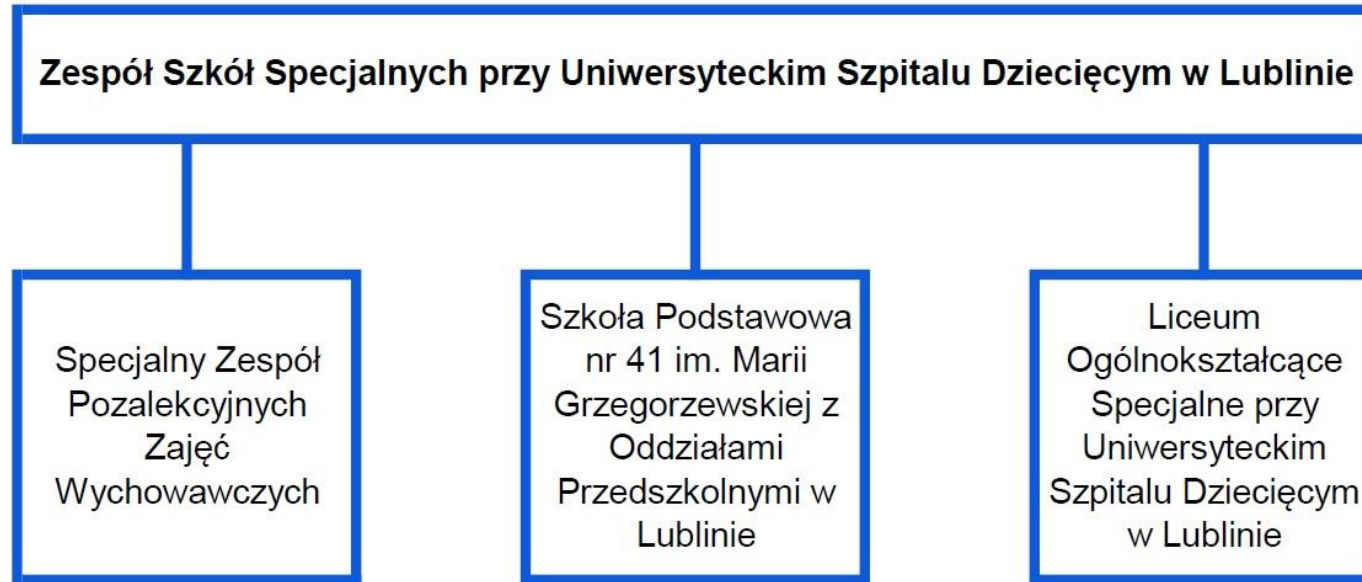 Zespół Szkół Specjalnych przy Uniwersyteckim Szpitalu Dziecięcym w Lublinie
Specjalny Zespół
Pozalekcyjnych
Zajęć
Wychowawczych
Szkoła Podstawowa
nr 41 im. Marii
Grzegorzewskiej z
Oddziałami
Przedszkolnymi w
Lublinie
Liceum
Ogólnokształcące
Specjalne przy
Uniwersyteckim
Szpitalu Dziecięcym
w Lublinie